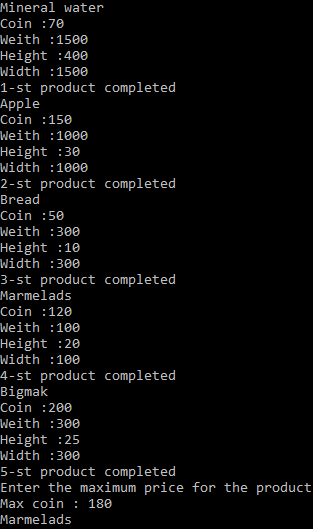 Mineral water
Coin :70
Weith :1500
Height :400
Width :1500
1-st product completed
Apple
Coin :150
Weith :1000
Height :30
Width :1000
2-st product completed
Bread
Coin :50
Weith :300
Height :10
Width :300
3-st product completed
Marmelads
Coin :120
Weith :100
Height :20
Width :100
4-st product completed
Bigmak
Coin :200
Weith :300
Height :25
Width :300
5-st product completed
Enter the maximum price for the product
Max coin : 180
Marmelads